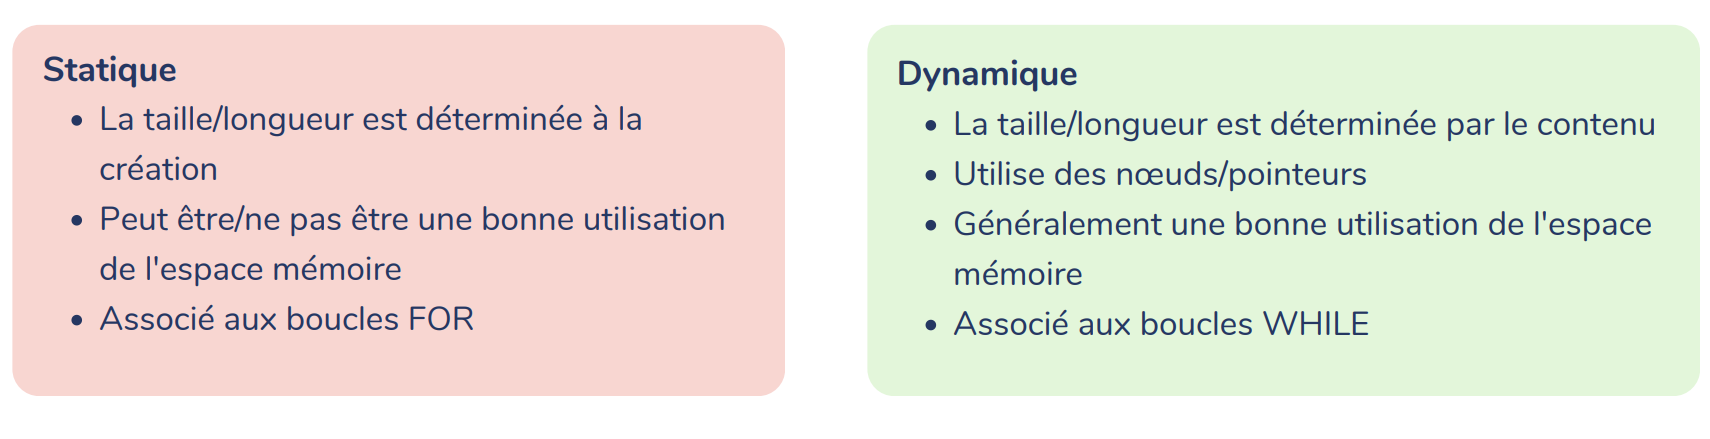 Statique
• La taille/longueur est déterminée à la
création
• Peut être/ne pas être une bonne utilisation
de l'espace mémoire
• Associé aux boucles FOR
Dynamique
• La taille/longueur est déterminée par le contenu
• Utilise des nœuds/pointeurs
• Généralement une bonne utilisation de l'espace
mémoire
• Associé aux boucles WHILE